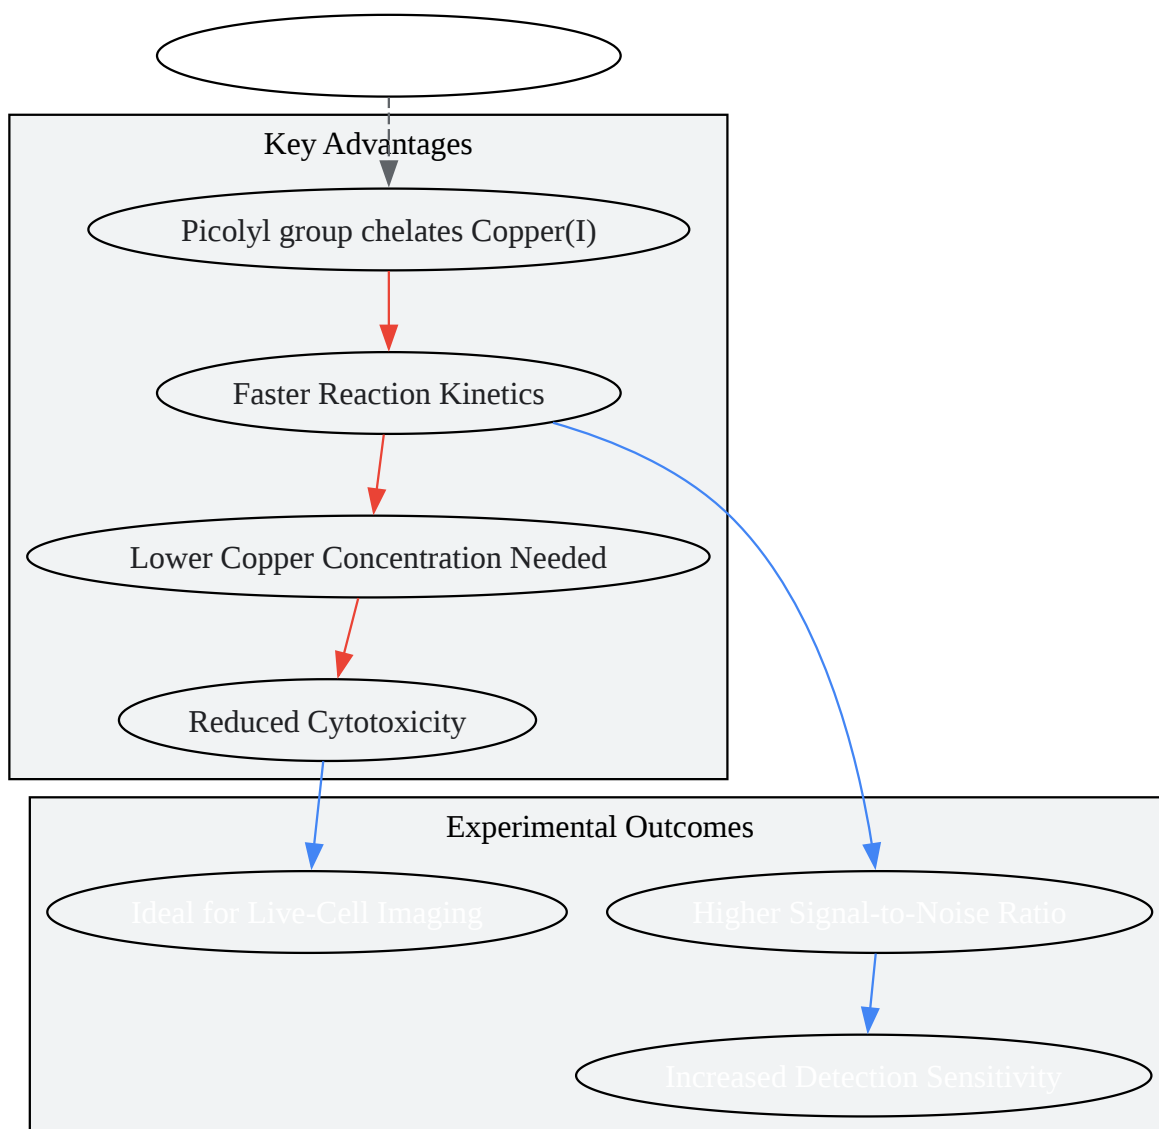 Key Advantages
Picolyl group chelates Copper(I)
Faster Reaction Kinetics
Lower Copper Concentration Needed
Reduced Cytotoxicity
Experimental Outcomes
Ideal for Live-Cell Imaging
Higher Signal-to-Noise Ratio
Increased Detection Sensitivity